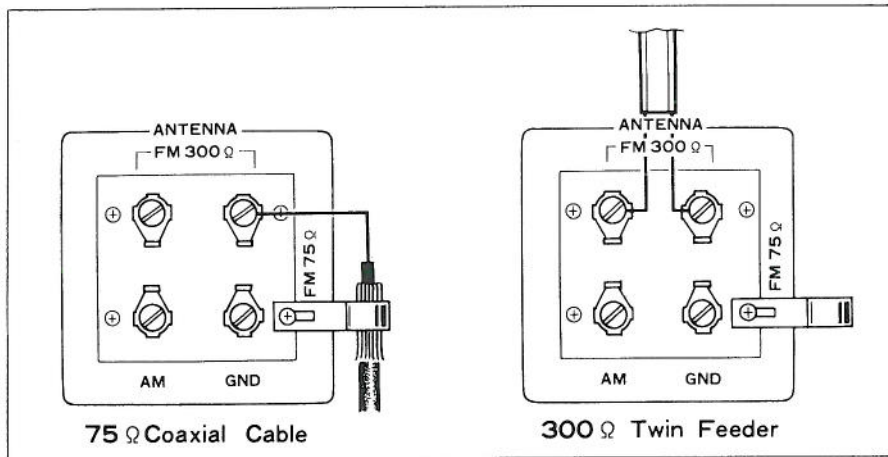 ANTENNA
FM 300 Ω
FM 75 Ω
AM GND
75 Ω Coaxial Cable
ANTENNA
FM 300 Ω
FM 75 Ω
AM GND
300 Ω Twin Feeder